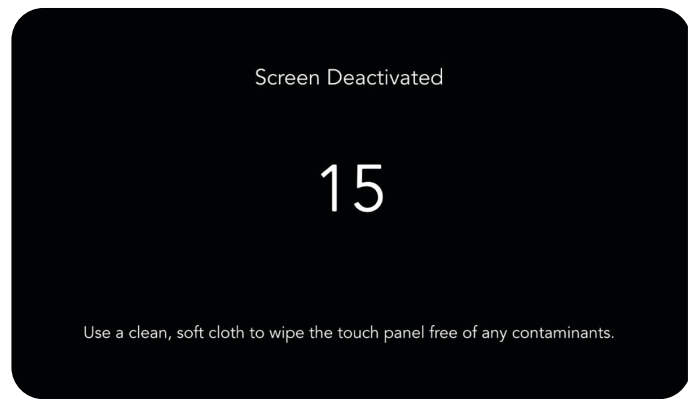 Screen Deactivated
15
Use a clean, soft cloth to wipe the touch panel free of any contaminants.